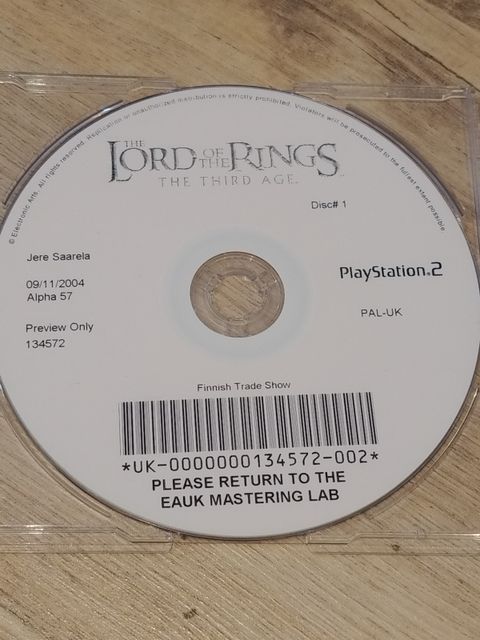 © Electronic Arts. All rights reserved. Replication or unauthorized distribution is strictly prohibited. Violators will be prosecuted to the fullest extent possible.
THE
LORD OF THE RINGS
THE THIRD AGE
Disc# 1
Jere Saarela
09/11/2004
Alpha 57
PlayStation.2
PAL-UK
Preview Only
134572
Finnish Trade Show
*UK-0000000134572-002*
PLEASE RETURN TO THE
EAUK MASTERING LAB